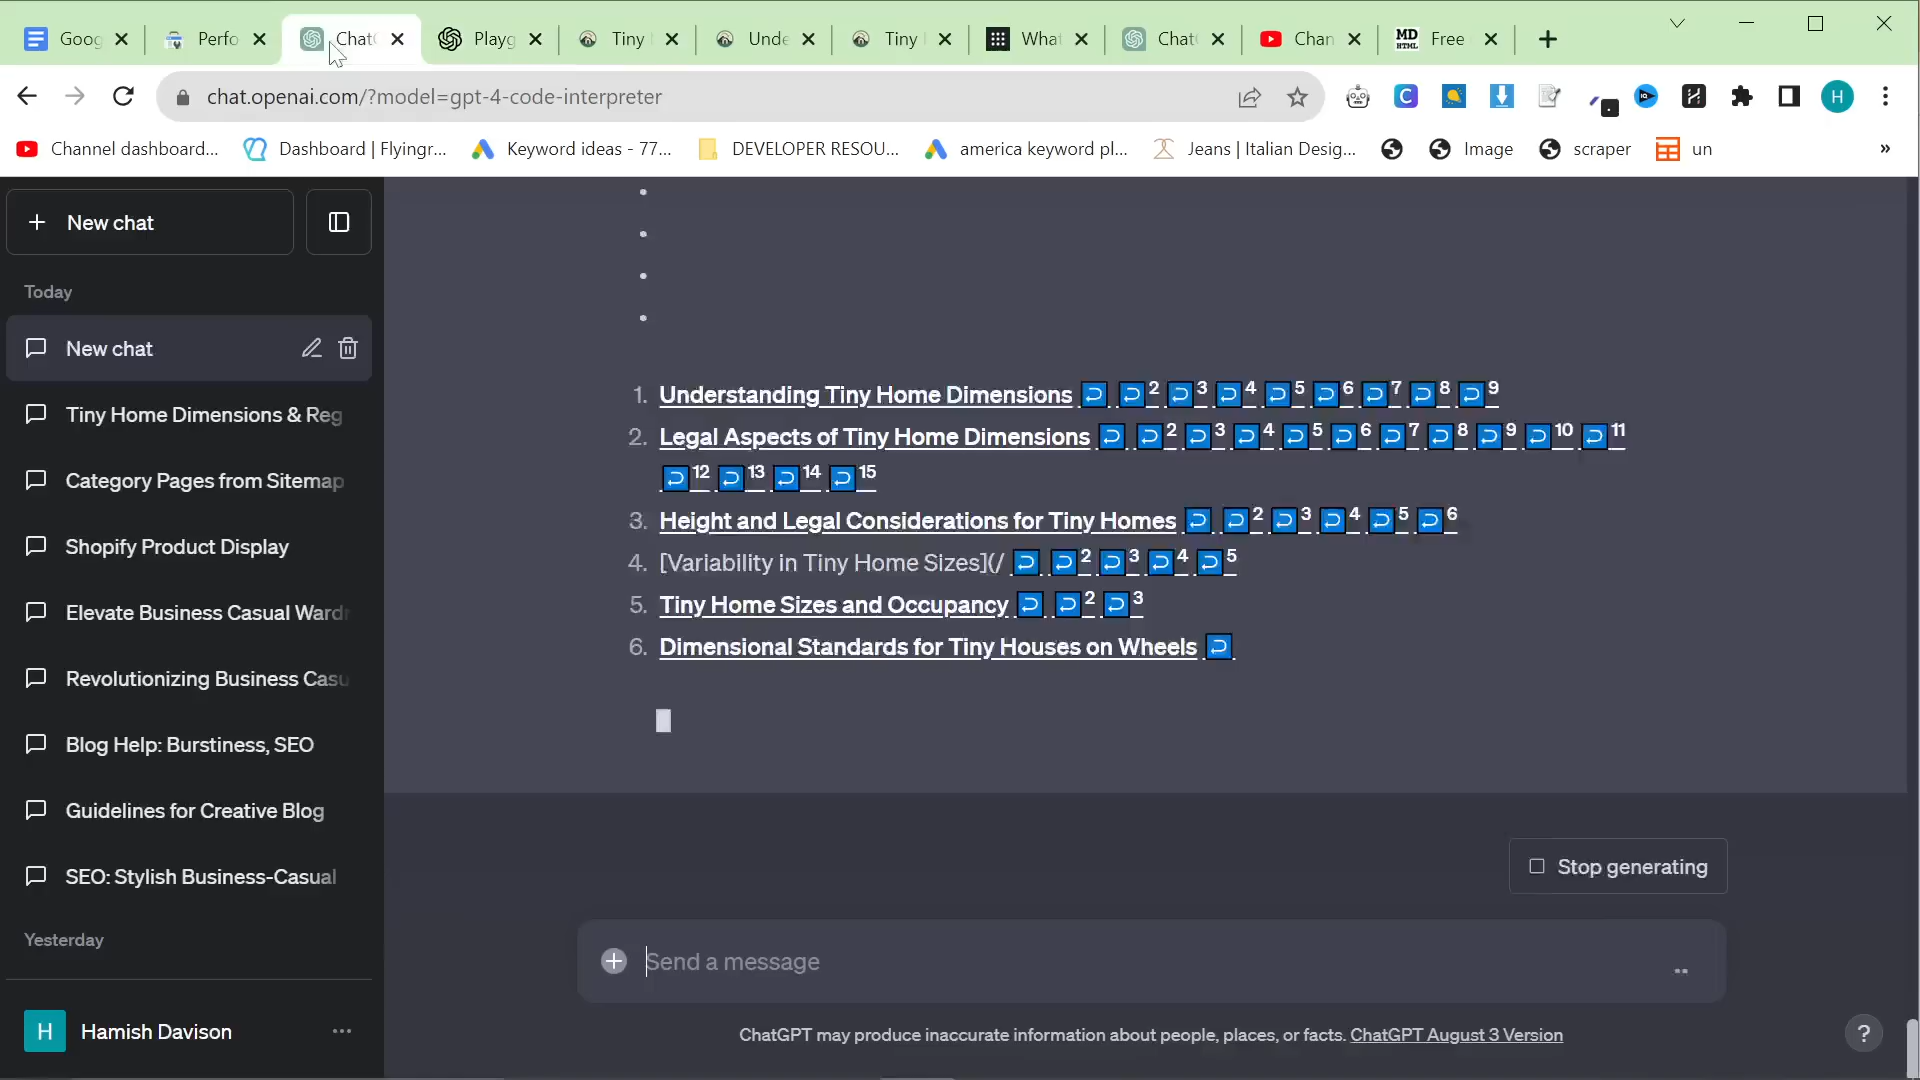 Goog
Perfo
Chat
Playg
Tiny
Unde
Tiny
What
Chat
Chan
MD HTML
Free
chat.openai.com/?model=gpt-4-code-interpreter
H
Channel dashboard...
Dashboard | Flyingr...
Keyword ideas - 77...
DEVELOPER RESOU...
america keyword pl...
Jeans | Italian Desig...
Image
scraper
un
»
New chat
Today
New chat
Tiny Home Dimensions & Reg
Category Pages from Sitemap
Shopify Product Display
Elevate Business Casual Wardr
Revolutionizing Business Casu
Blog Help: Burstiness, SEO
Guidelines for Creative Blog
SEO: Stylish Business-Casual
Yesterday
H Hamish Davison ...
•
•
•
•
1. Understanding Tiny Home Dimensions ↩ ↩2 ↩3 ↩4 ↩5 ↩6 ↩7 ↩8 ↩9
2. Legal Aspects of Tiny Home Dimensions ↩ ↩2 ↩3 ↩4 ↩5 ↩6 ↩7 ↩8 ↩9 ↩10 ↩11
↩12 ↩13 ↩14 ↩15
3. Height and Legal Considerations for Tiny Homes ↩ ↩2 ↩3 ↩4 ↩5 ↩6
4. [Variability in Tiny Home Sizes](/ ↩ ↩2 ↩3 ↩4 ↩5
5. Tiny Home Sizes and Occupancy ↩ ↩2 ↩3
6. Dimensional Standards for Tiny Houses on Wheels ↩
Stop generating
Send a message
ChatGPT may produce inaccurate information about people, places, or facts. ChatGPT August 3 Version
?